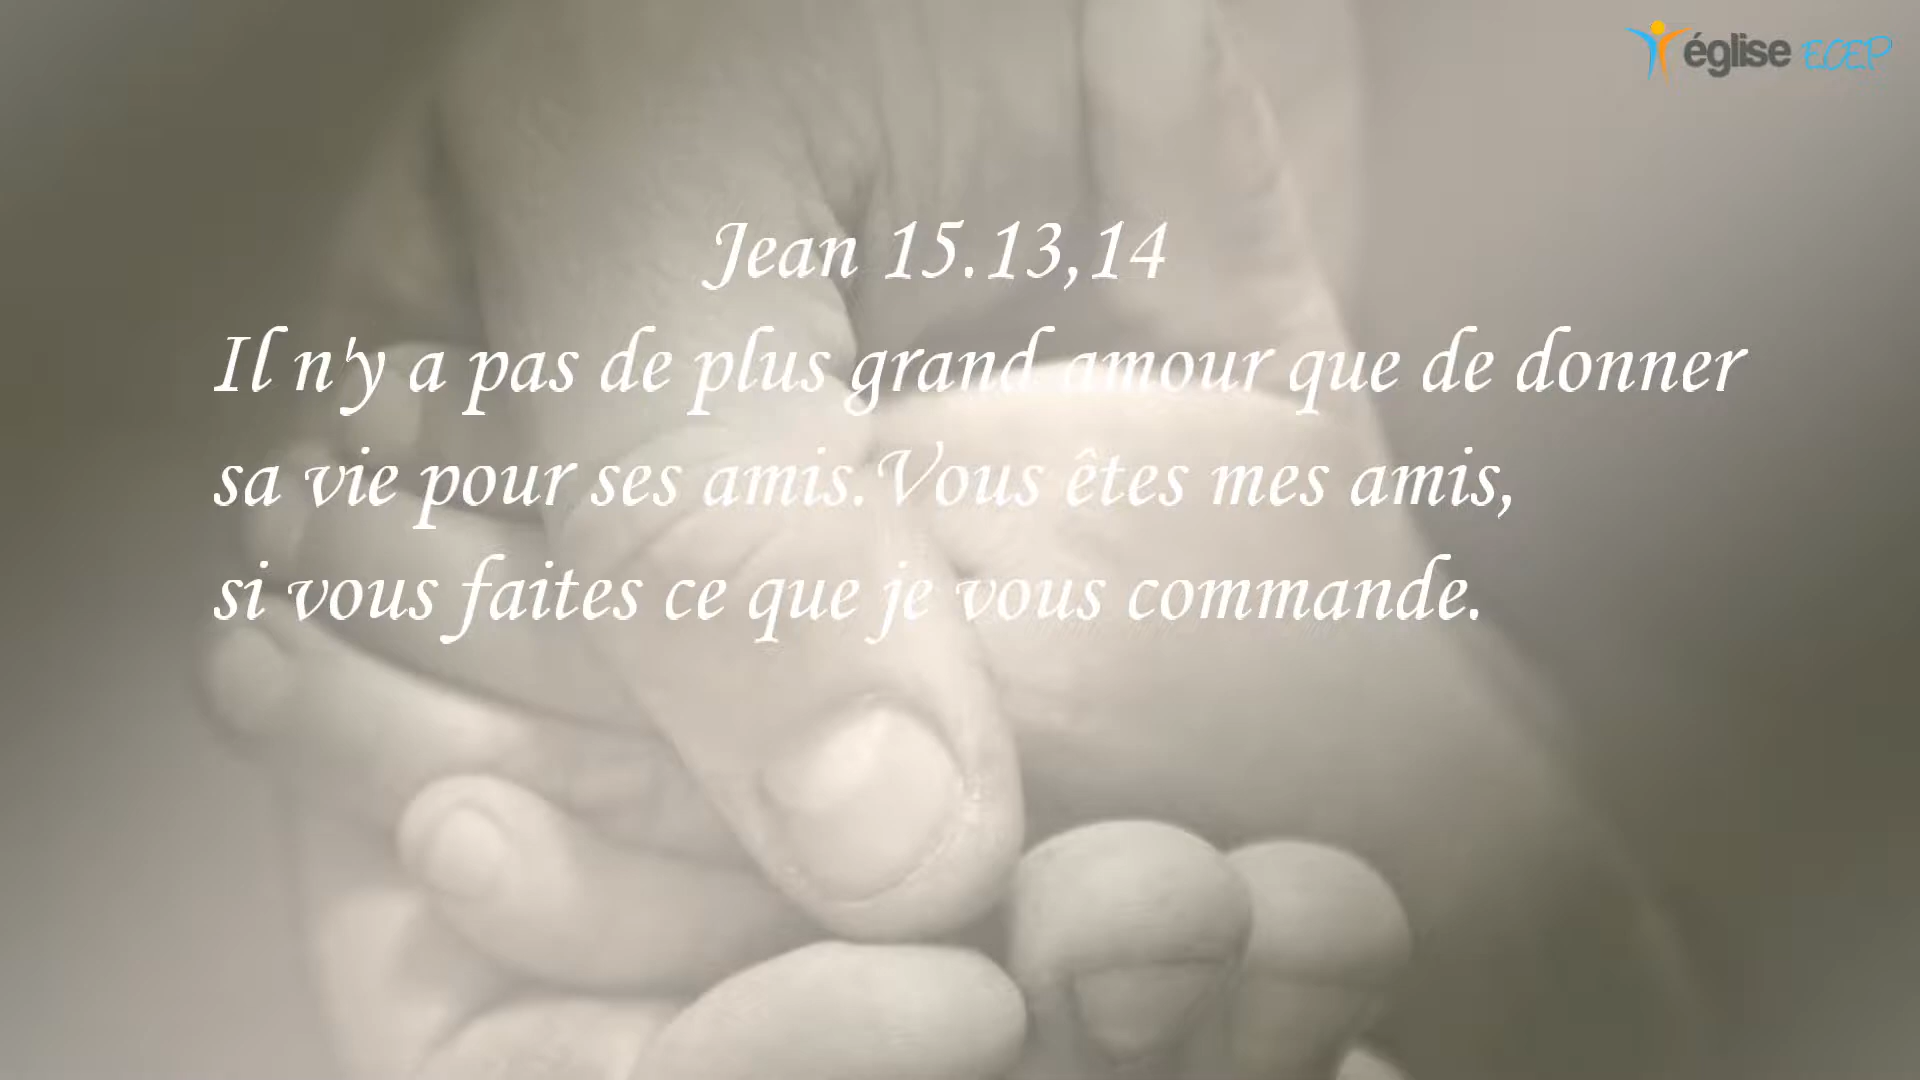 église ECEP
Jean 15.13,14
Il n'y a pas de plus grand amour que de donner
sa vie pour ses amis. Vous êtes mes amis,
si vous faites ce que je vous commande.